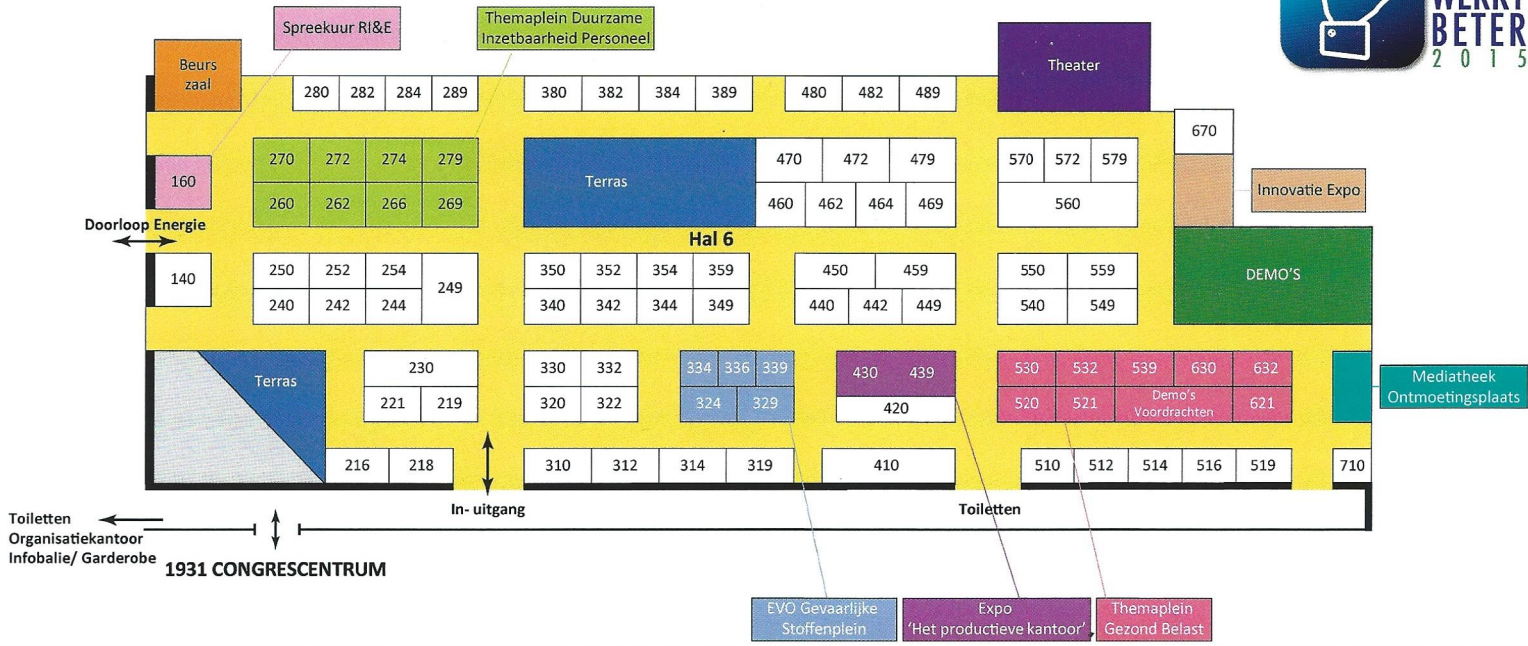 WERKT
BETER
2015
Spreekuur RI&E
Themaplein Duurzame
Inzetbaarheid Personeel
Beurs
zaal
Theater
280 282 284 289
380 382 384 389
480 482 489
670
270 272 274 279
Terras
470 472 479
570 572 579
160
260 262 266 269
460 462 464 469
560
Innovatie Expo
Doorloop Energie
Hal 6
140
250 252 254
249
350 352 354 359
450 459
550 559
DEMO'S
240 242 244
340 342 344 349
440 442 449
540 549
Terras
230
330 332
334 336 339
430 439
530 532 539 630 632
Mediatheek
Ontmoetingsplaats
221 219
320 322
324 329
420
520 521
Demo's
Voordrachten
621
216 218
310 312 314 319
410
510 512 514 516 519
710
In- uitgang
Toiletten
Toiletten
Organisatiekantoor
Infobalie/ Garderobe
1931 CONGRESCENTRUM
EVO Gevaarlijke
Stoffenplein
Expo
'Het productieve kantoor'
Themaplein
Gezond Belast